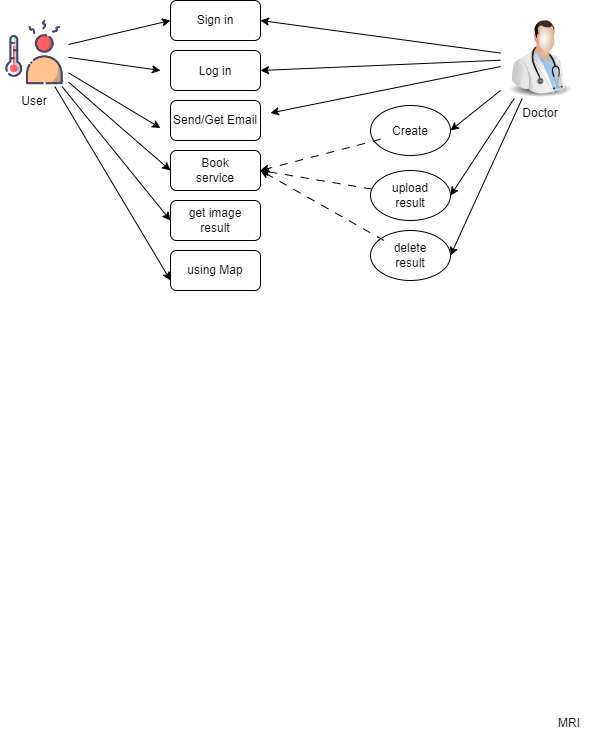 Sign in
Log in
User
Send/Get Email
Doctor
Create
Book
service
upload
result
get image
result
delete
result
using Map
MRI